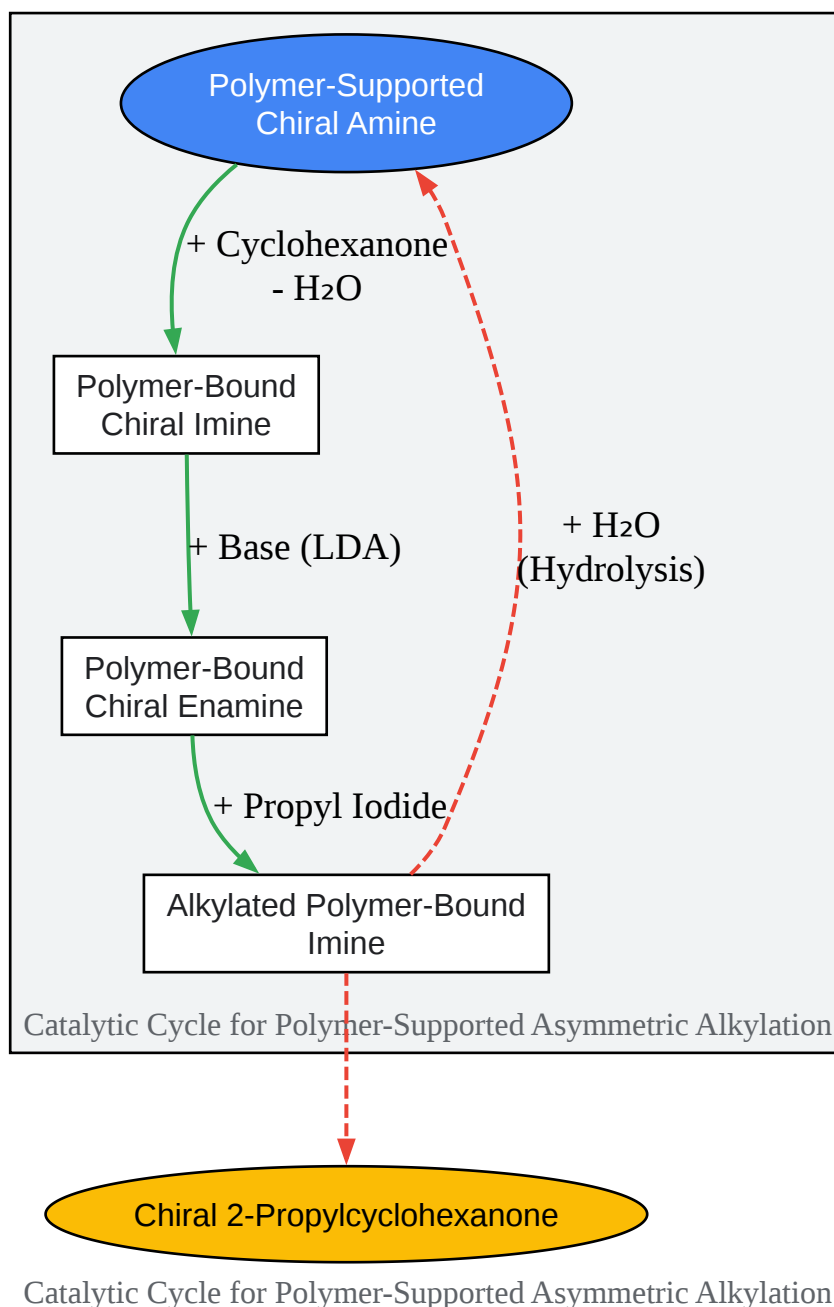 Polymer-Supported
Chiral Amine
+ Cyclohexanone
- H₂O
Polymer-Bound
Chiral Imine
+ H₂O
(Hydrolysis)
+ Base (LDA)
Polymer-Bound
Chiral Enamine
+ Propyl Iodide
Alkylated Polymer-Bound
Imine
Catalytic Cycle for Polymer-Supported Asymmetric Alkylation
Chiral 2-Propylcyclohexanone
Catalytic Cycle for Polymer-Supported Asymmetric Alkylation